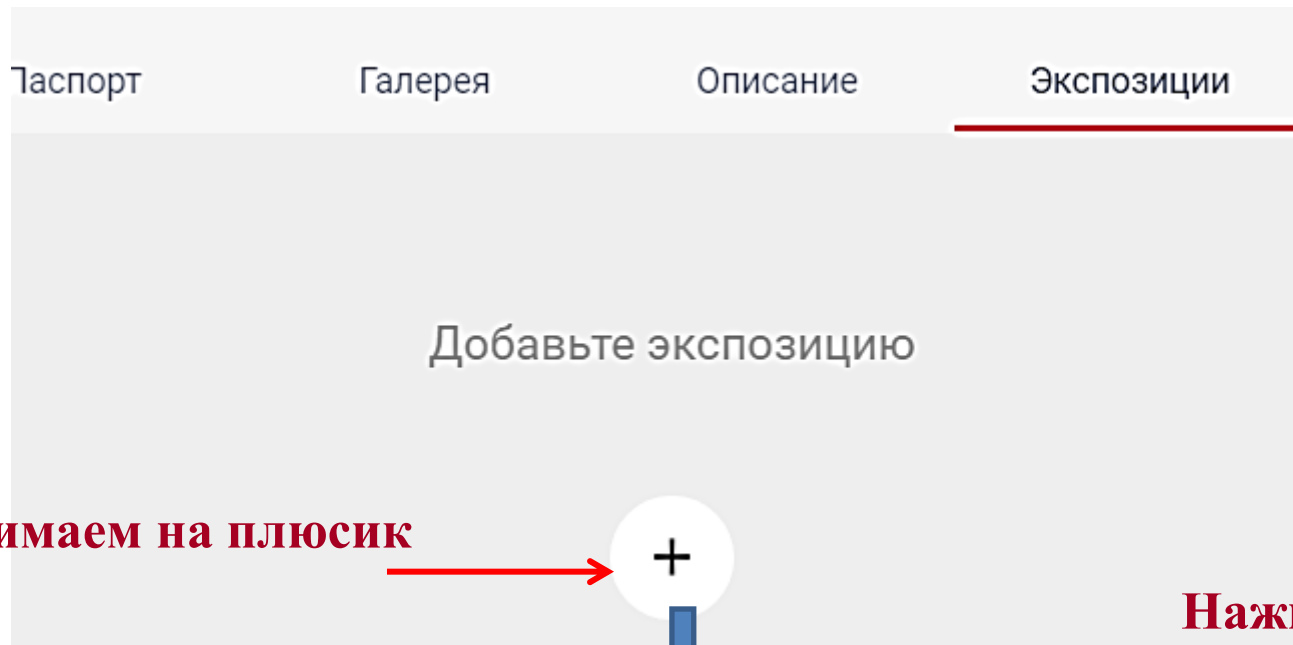 Паспорт Галерея Описание Экспозиции
Добавьте экспозицию
имаем на плюсик
+
Наж